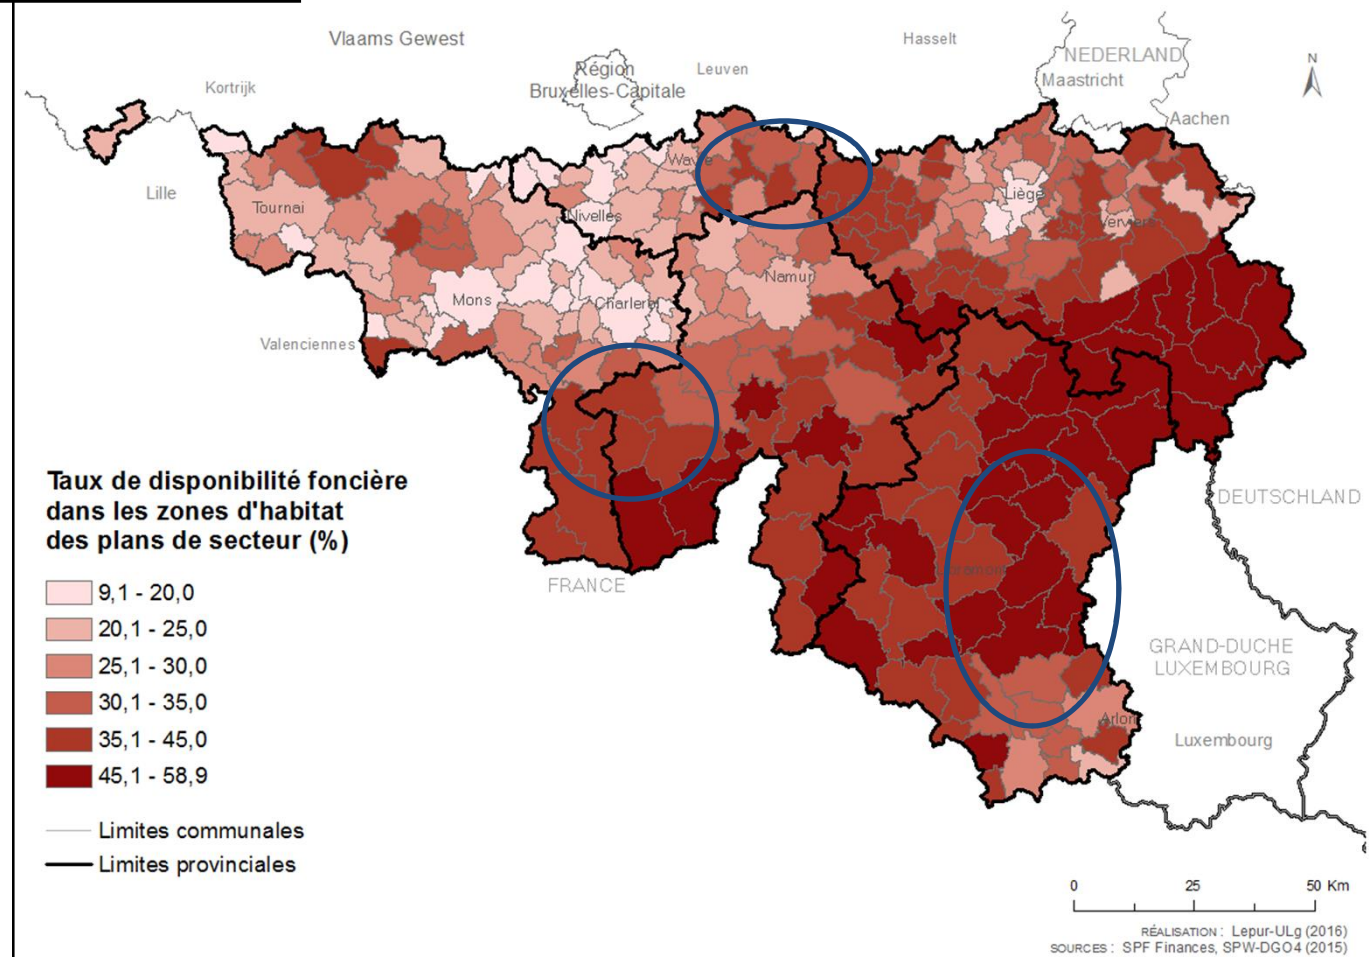 Vlaams Gewest
Hasselt
NEDERLAND
Maastricht
N
Région
Bruxelles-Capitale
Leuven
Kortrijk
Aachen
Lille
Wavre
Tournai
Nivelles
Liège
Verviers
Mons
Charleroi
Namur
Valenciennes
Taux de disponibilité foncière
dans les zones d'habitat
des plans de secteur (%)
9,1 - 20,0
20,1 - 25,0
25,1 - 30,0
30,1 - 35,0
35,1 - 45,0
45,1 - 58,9
Limites communales
Limites provinciales
DEUTSCHLAND
FRANCE
Libramont
GRAND-DUCHE
LUXEMBOURG
Arlon
Luxembourg
0 25 50 Km
RÉALISATION : Lepur-ULg (2016)
SOURCES : SPF Finances, SPW-DGO4 (2015)